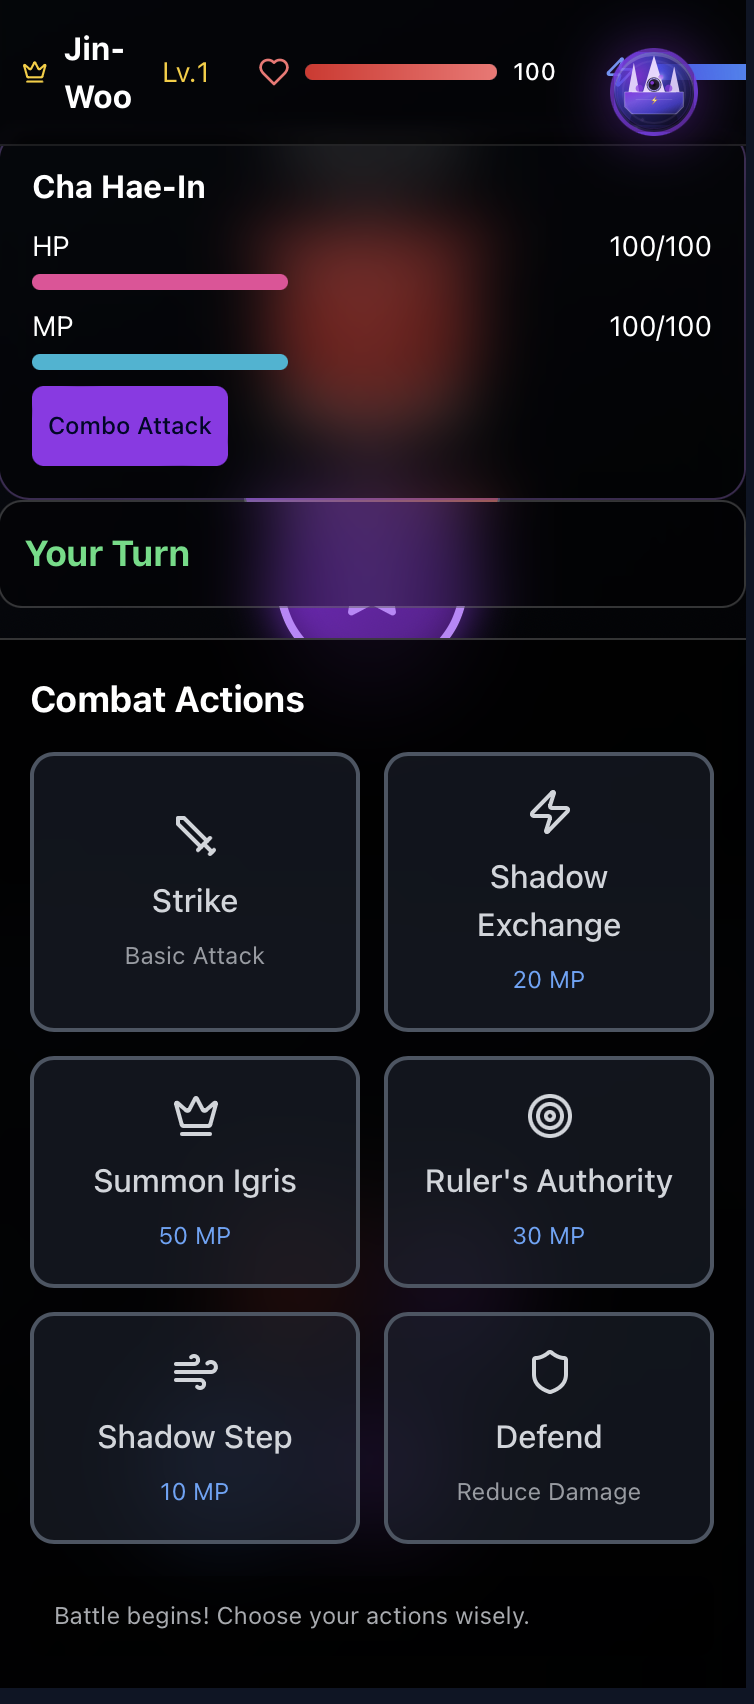 Jin-
Woo
Lv.1
100
Cha Hae-In
HP
100/100
MP
100/100
Combo Attack
Your Turn
Combat Actions
Strike
Basic Attack
Shadow
Exchange
20 MP
Summon Igris
50 MP
Ruler's Authority
30 MP
Shadow Step
10 MP
Defend
Reduce Damage
Battle begins! Choose your actions wisely.